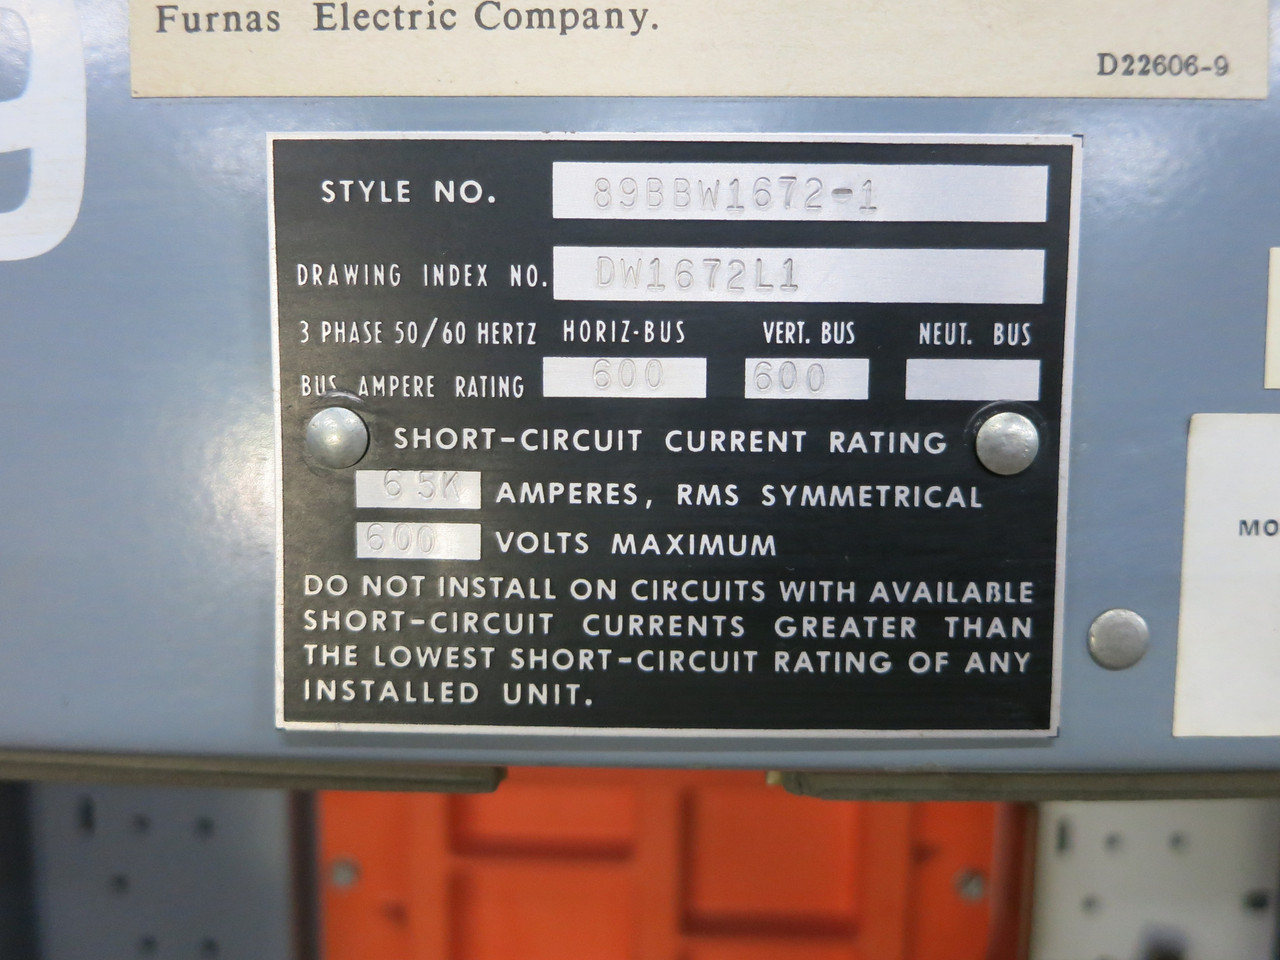 Furnas Electric Company.
D22606-9
9
STYLE NO. 89BBW1672-1
DRAWING INDEX NO. DW1672L1
3 PHASE 50/60 HERTZ HORIZ-BUS VERT. BUS NEUT. BUS
BUS AMPERE RATING 600 600
SHORT-CIRCUIT CURRENT RATING
65K AMPERES, RMS SYMMETRICAL
600 VOLTS MAXIMUM
DO NOT INSTALL ON CIRCUITS WITH AVAILABLE
SHORT-CIRCUIT CURRENTS GREATER THAN
THE LOWEST SHORT-CIRCUIT RATING OF ANY
INSTALLED UNIT.
MO